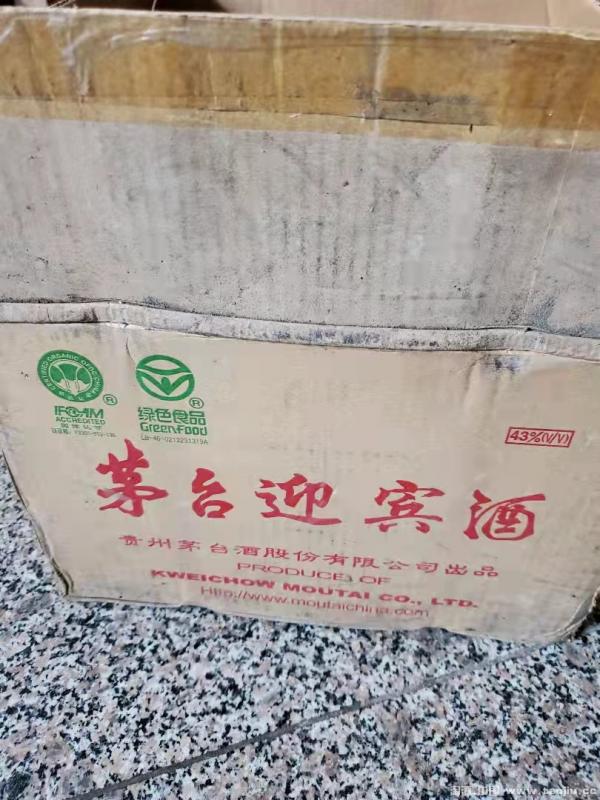 IFOAM
ACCREDITED
®
绿色食品
Greenfood
®
43%(V/V)
茅台迎宾酒
贵州茅台酒股份有限公司出品
PRODUCE OF
KWEICHOW MOUTAI CO., LTD.
Http://www.moutaichina.com